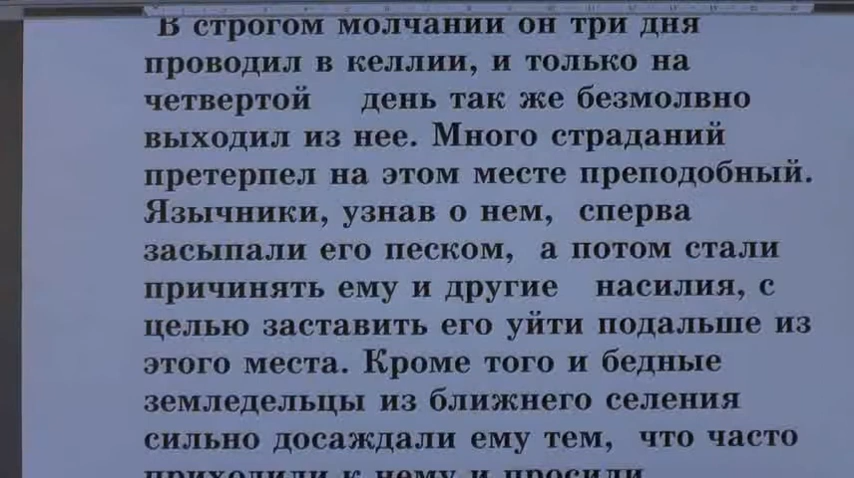 В строгом молчании он три дня
проводил в келлии, и только на
четвертой день так же безмолвно
выходил из нее. Много страданий
претерпел на этом месте преподобный.
Язычники, узнав о нем, сперва
засыпали его песком, а потом стали
причинять ему и другие насилия, с
целью заставить его уйти подальше из
этого места. Кроме того и бедные
земледельцы из ближнего селения
сильно досаждали ему тем, что часто
приходили к нему и просили